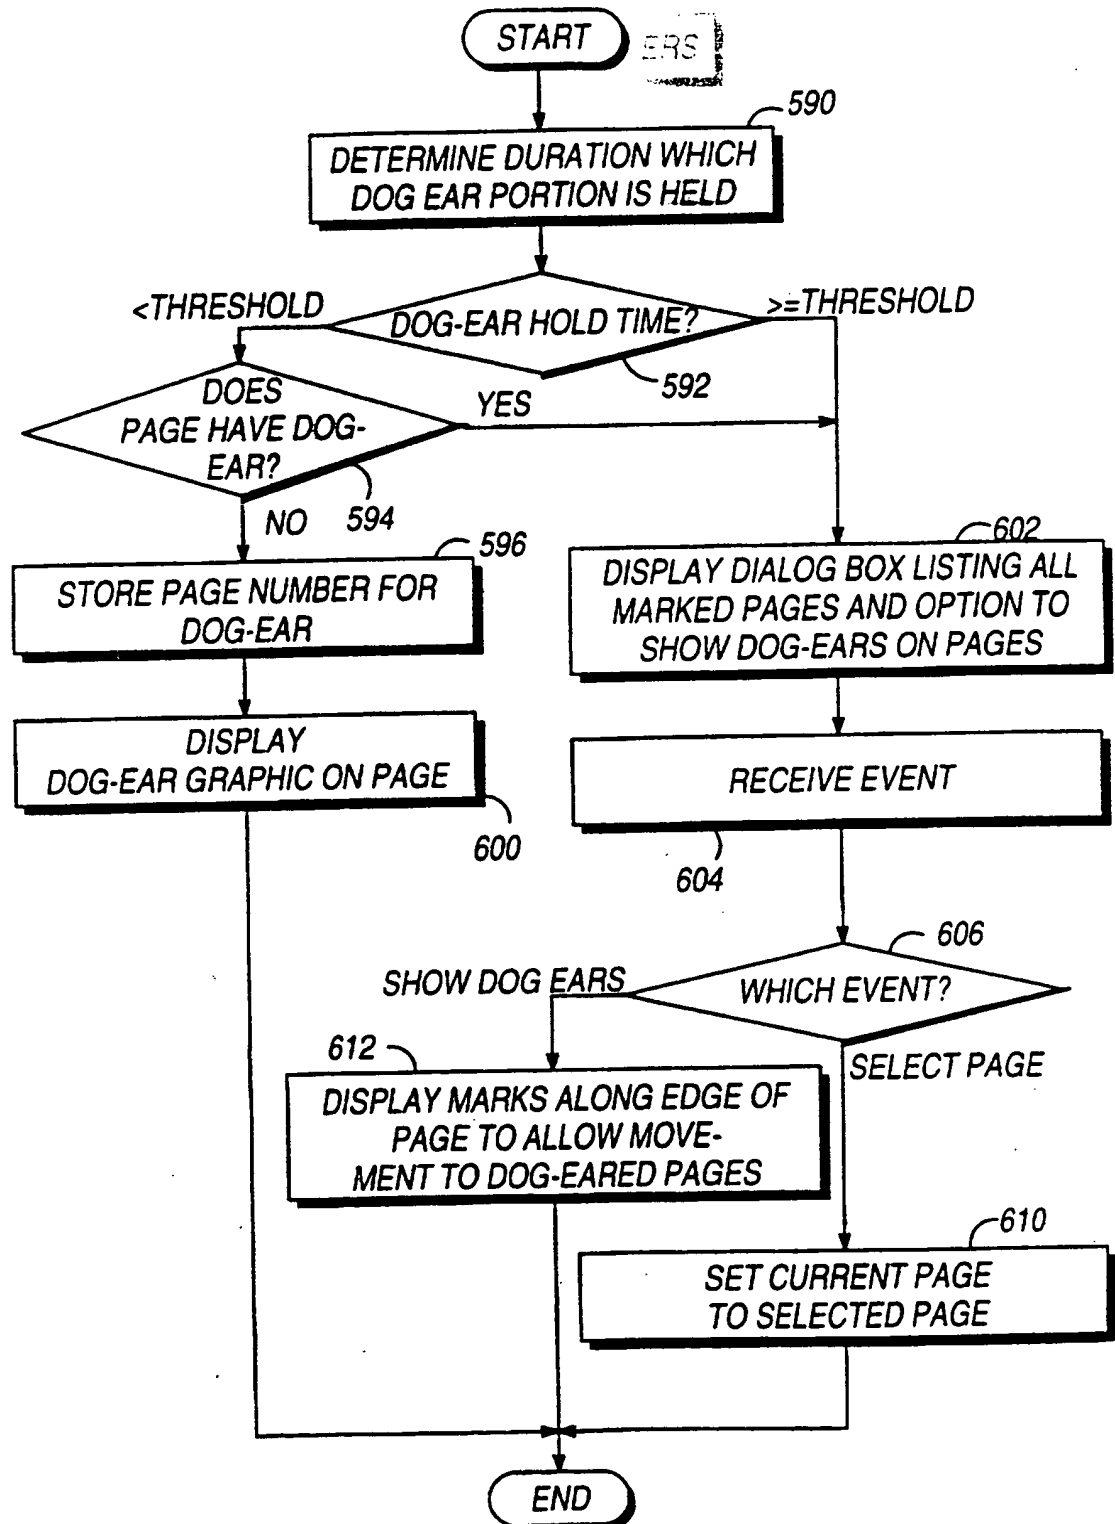 START
ERS
590
DETERMINE DURATION WHICH
DOG EAR PORTION IS HELD
<THRESHOLD
DOG-EAR HOLD TIME?
>=THRESHOLD
592
DOES
PAGE HAVE DOG-
EAR?
YES
594
NO
596
STORE PAGE NUMBER FOR
DOG-EAR
602
DISPLAY DIALOG BOX LISTING ALL
MARKED PAGES AND OPTION TO
SHOW DOG-EARS ON PAGES
DISPLAY
DOG-EAR GRAPHIC ON PAGE
600
RECEIVE EVENT
604
606
WHICH EVENT?
SHOW DOG EARS
SELECT PAGE
612
DISPLAY MARKS ALONG EDGE OF
PAGE TO ALLOW MOVE-
MENT TO DOG-EARED PAGES
610
SET CURRENT PAGE
TO SELECTED PAGE
END